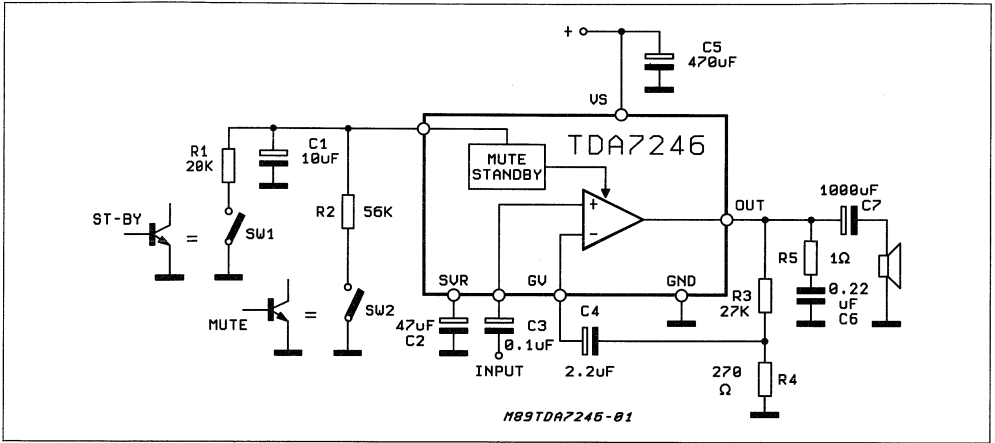 +
C5
470uF
VS
TDA7246
MUTE
STANDBY
R1
20K
C1
10uF
R2
56K
ST-BY
=
SW1
MUTE
=
SW2
+
-
OUT
1000uF
C7
R5
1Ω
0.22
uF
C6
SVR
GV
GND
R3
27K
47uF
C2
C3
0.1uF
INPUT
C4
2.2uF
270
Ω
R4
M89TDA7246-01